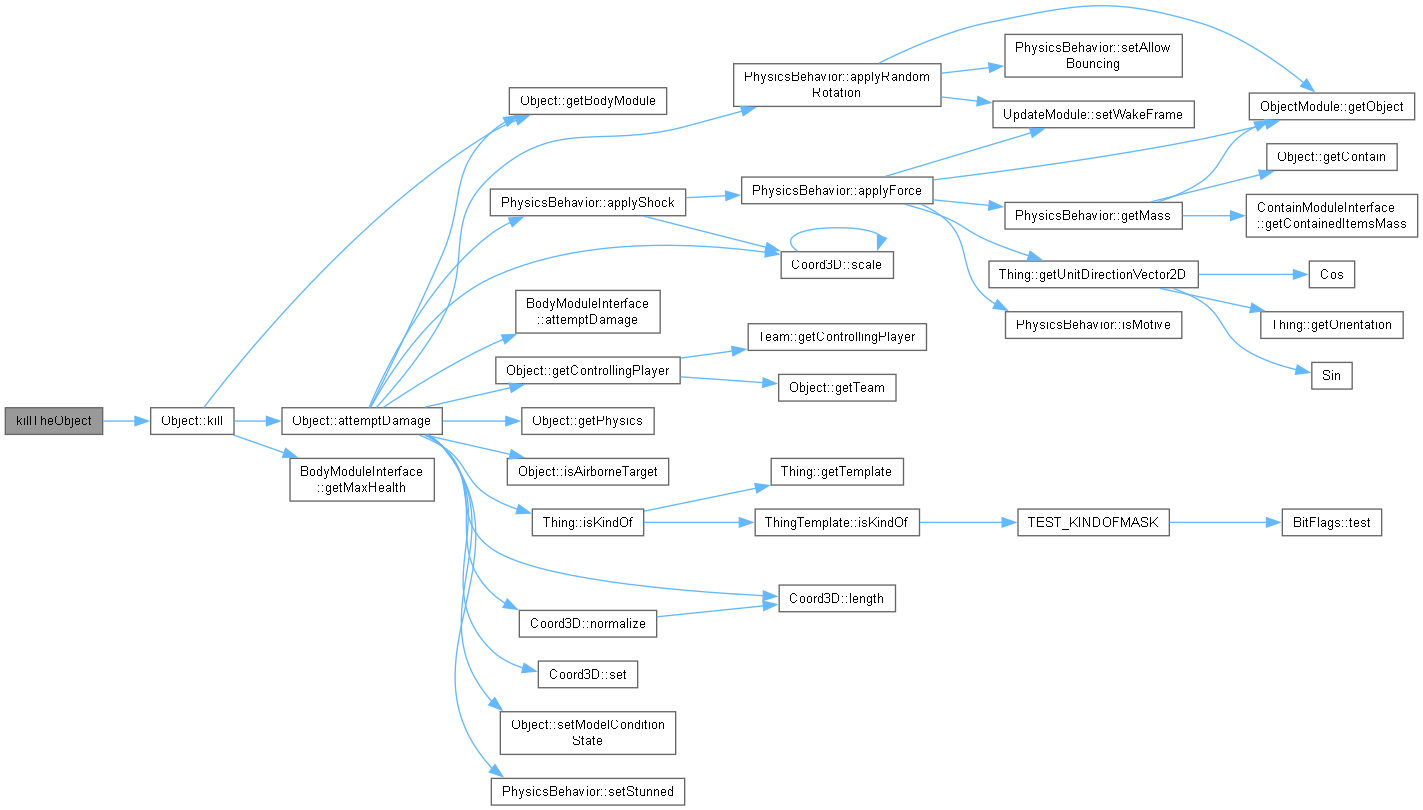 killTheObject
Object::kill
Object::attemptDamage
BodyModuleInterface
::getMaxHealth
Object::getBodyModule
PhysicsBehavior::applyShock
BodyModuleInterface
::attemptDamage
Object::getControllingPlayer
Object::getPhysics
Object::isAirborneTarget
Thing::isKindOf
Coord3D::normalize
Coord3D::set
Object::setModelCondition
State
PhysicsBehavior::setStunned
PhysicsBehavior::applyRandom
Rotation
PhysicsBehavior::applyForce
Coord3D::scale
Team::getControllingPlayer
Object::getTeam
Thing::getTemplate
ThingTemplate::isKindOf
Coord3D::length
PhysicsBehavior::setAllow
Bouncing
UpdateModule::setWakeFrame
PhysicsBehavior::getMass
Thing::getUnitDirectionVector2D
PhysicsBehavior::isMotive
TEST_KINDOFMASK
ObjectModule::getObject
Object::getContain
ContainModuleInterface
::getContainedItemsMass
Cos
Thing::getOrientation
Sin
BitFlags::test